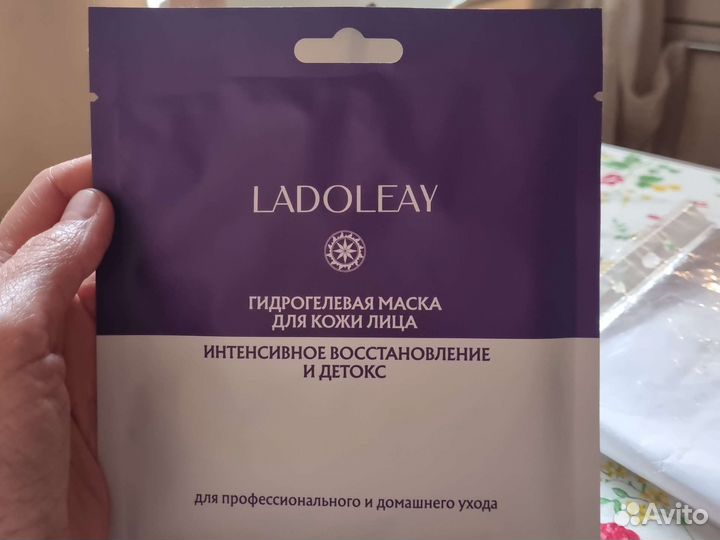 LADOLEAY
ГИДРОГЕЛЕВАЯ МАСКА
ДЛЯ КОЖИ ЛИЦА
ИНТЕНСИВНОЕ ВОССТАНОВЛЕНИЕ
И ДЕТОКС
для профессионального и домашнего ухода
Avito